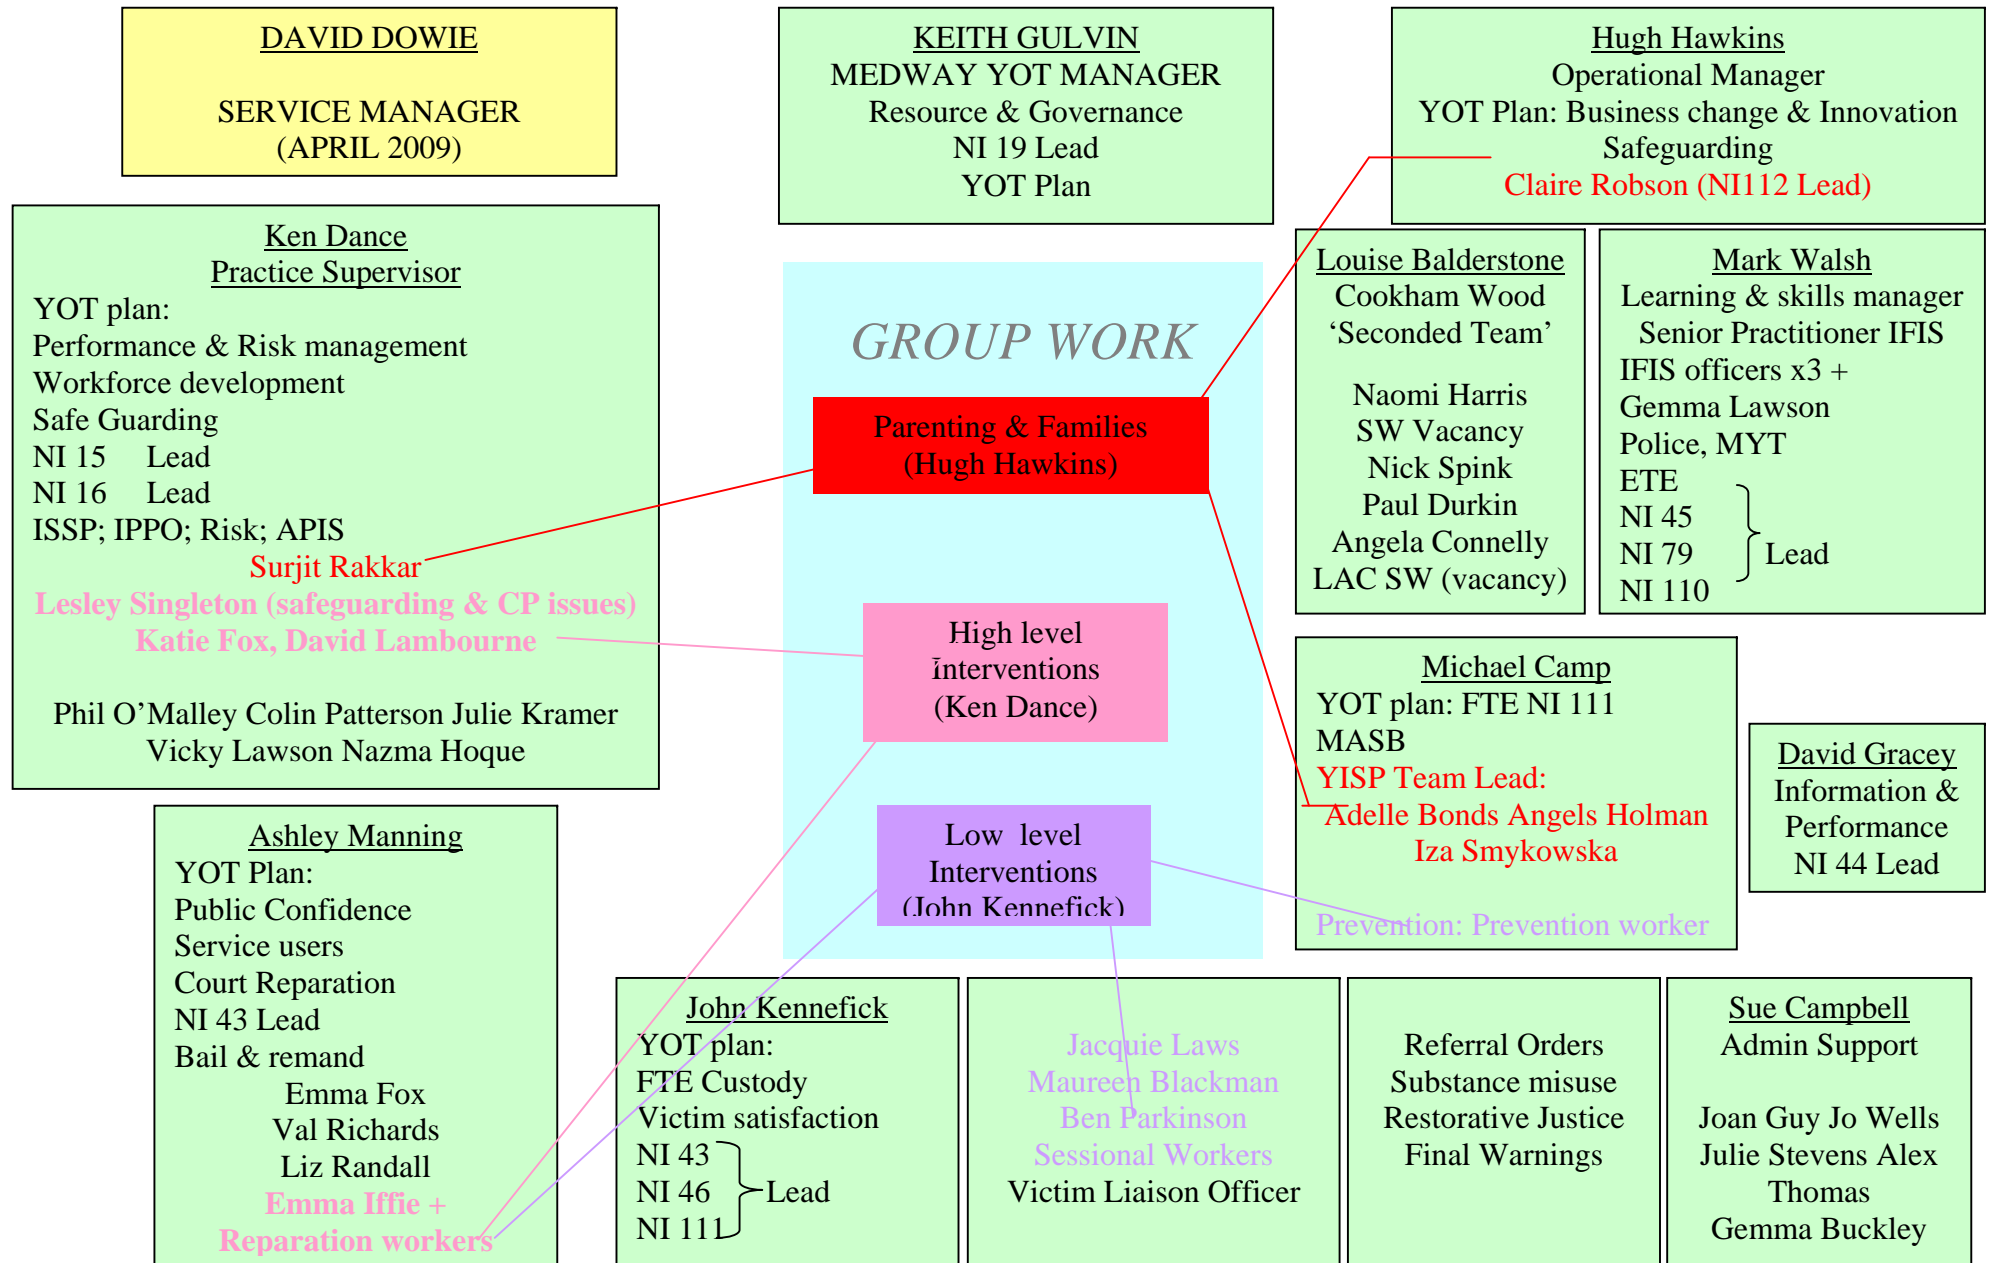 DAVID DOWIE
SERVICE MANAGER
(APRIL 2009)
KEITH GULVIN
MEDWAY YOT MANAGER
Resource & Governance
NI 19 Lead
YOT Plan
Hugh Hawkins
Operational Manager
YOT Plan: Business change & Innovation
Safeguarding
Claire Robson (NI112 Lead)
Ken Dance
Practice Supervisor
YOT plan:
Performance & Risk management
Workforce development
Safe Guarding
NI 15 Lead
NI 16 Lead
ISSP; IPPO; Risk; APIS
Surjit Rakkar
Lesley Singleton (safeguarding & CP issues)
Katie Fox, David Lambourne
Phil O’Malley Colin Patterson Julie Kramer
Vicky Lawson Nazma Hoque
GROUP WORK
Parenting & Families
(Hugh Hawkins)
High level
Interventions
(Ken Dance)
Low level
Interventions
(John Kennefick)
Louise Balderstone
Cookham Wood
‘Seconded Team’
Naomi Harris
SW Vacancy
Nick Spink
Paul Durkin
Angela Connelly
LAC SW (vacancy)
Mark Walsh
Learning & skills manager
Senior Practitioner IFIS
IFIS officers x3 +
Gemma Lawson
Police, MYT
ETE
NI 45
NI 79 Lead
NI 110
Michael Camp
YOT plan: FTE NI 111
MASB
YISP Team Lead:
Adelle Bonds Angels Holman
Iza Smykowska
Prevention: Prevention worker
David Gracey
Information &
Performance
NI 44 Lead
Ashley Manning
YOT Plan:
Public Confidence
Service users
Court Reparation
NI 43 Lead
Bail & remand
Emma Fox
Val Richards
Liz Randall
Emma Iffie +
Reparation workers
John Kennefick
YOT plan:
FTE Custody
Victim satisfaction
NI 43
NI 46 Lead
NI 111
Jacquie Laws
Maureen Blackman
Ben Parkinson
Sessional Workers
Victim Liaison Officer
Referral Orders
Substance misuse
Restorative Justice
Final Warnings
Sue Campbell
Admin Support
Joan Guy Jo Wells
Julie Stevens Alex
Thomas
Gemma Buckley